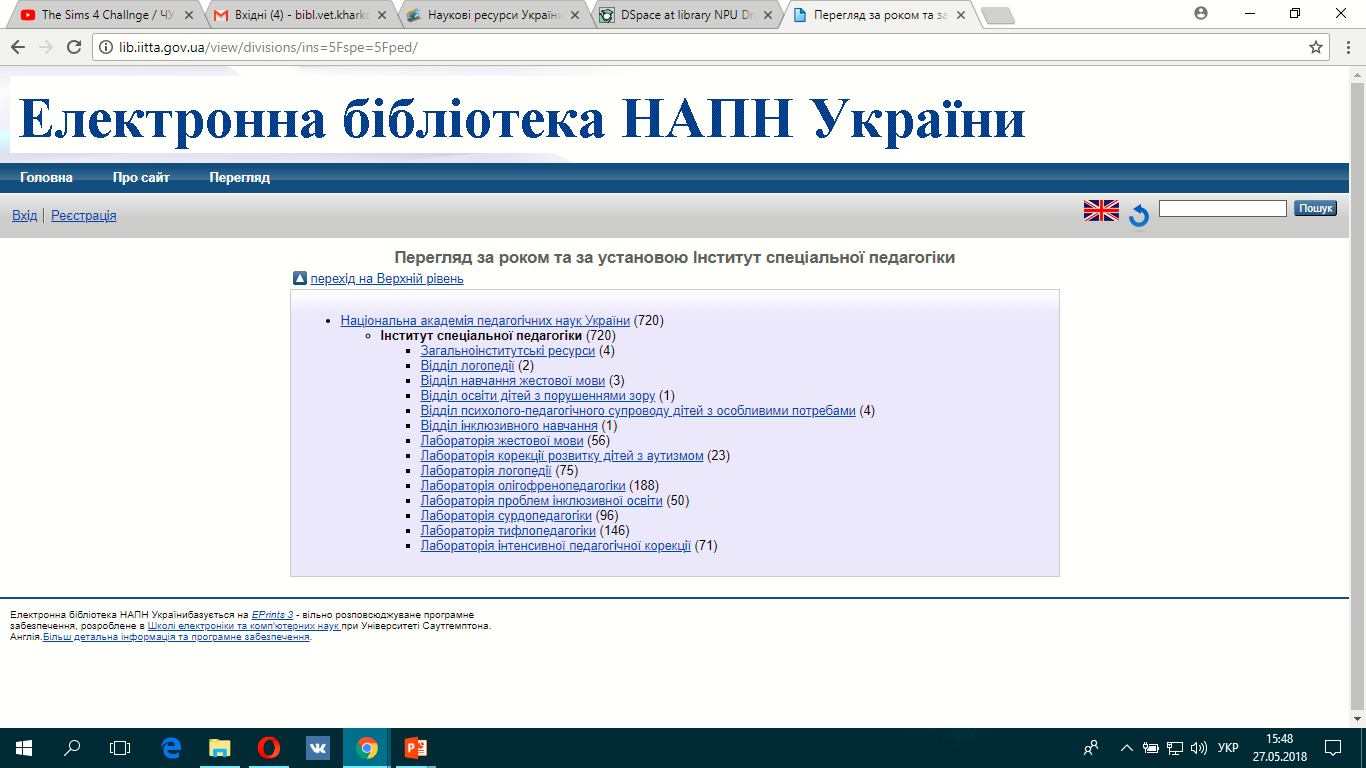 The Sims 4 Challnge / ЧУ
Вхідні (4) - bibl.vet.kharko
Наукові ресурси України
DSpace at library NPU Dr
Перегляд за роком та за
lib.iitta.gov.ua/view/divisions/ins=5Fspe=5Fped/
Електронна бібліотека НАПН України
Головна Про сайт Перегляд
Вхід | Реєстрація Пошук
Перегляд за роком та за установою Інститут спеціальної педагогіки
перехід на Верхній рівень
Національна академія педагогічних наук України (720)
Інститут спеціальної педагогіки (720)
Загальноінститутські ресурси (4)
Відділ логопедії (2)
Відділ навчання жестової мови (3)
Відділ освіти дітей з порушеннями зору (1)
Відділ психолого-педагогічного супроводу дітей з особливими потребами (4)
Відділ інклюзивного навчання (1)
Лабораторія жестової мови (56)
Лабораторія корекції розвитку дітей з аутизмом (23)
Лабораторія логопедії (75)
Лабораторія олігофренопедагогіки (188)
Лабораторія проблем інклюзивної освіти (50)
Лабораторія сурдопедагогіки (96)
Лабораторія тифлопедагогіки (146)
Лабораторія інтенсивної педагогічної корекції (71)
Електронна бібліотека НАПН Українибазується на EPrints 3 - вільно розповсюджуване програмне
забезпечення, розроблене в Школі електроніки та комп'ютерних наук при Університеті Саутгемптона.
Англія.Більш детальна інформація та програмне забезпечення.
УКР
15:48
27.05.2018